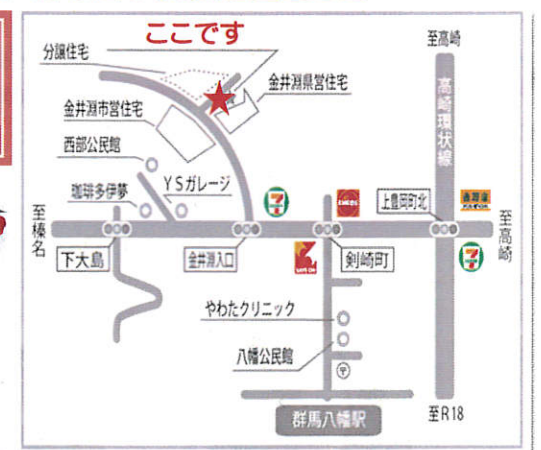 ここです
至高崎
分譲住宅
金井淵県営住宅
高崎環状線
金井淵市営住宅
西部公民館
珈琲多伊夢
YSガレージ
上豊岡町北
至榛名
至高崎
下大島
金井淵入口
剣崎町
やわたクリニック
八幡公民館
〒
群馬八幡駅
至R18